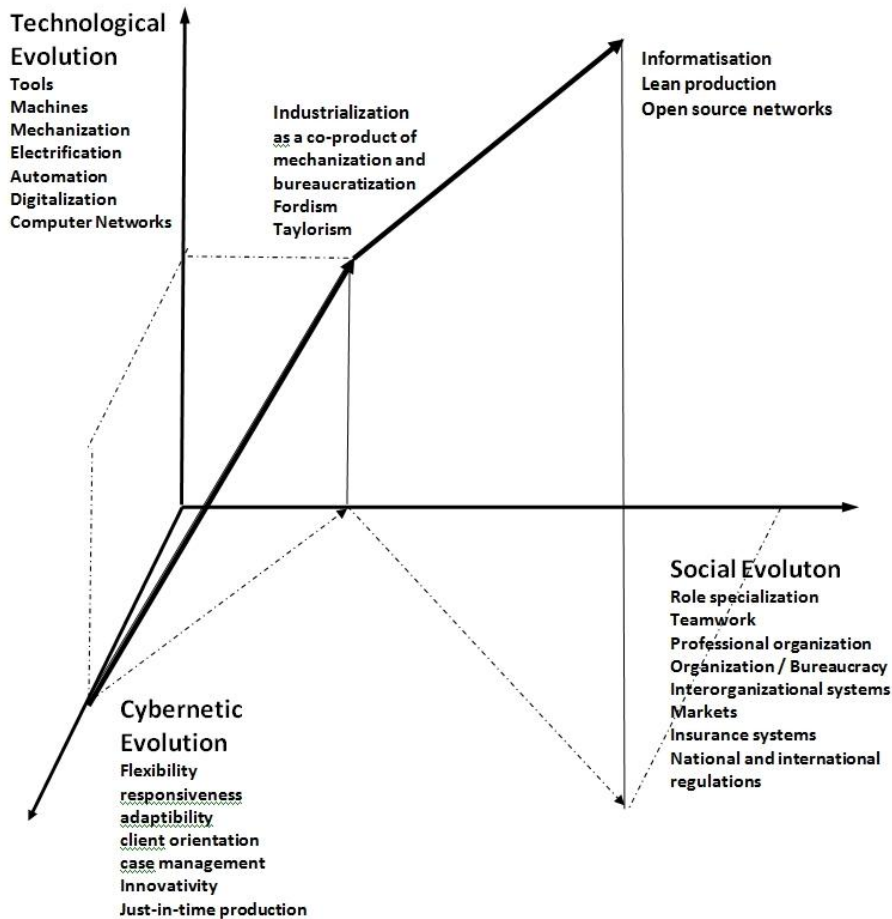 Technological
Evolution
Tools
Machines
Mechanization
Electrification
Automation
Digitalization
Computer Networks
Industrialization
as a co-product of
mechanization and
bureaucratization
Fordism
Taylorism
Informatisation
Lean production
Open source networks
Social Evoluton
Role specialization
Teamwork
Professional organization
Organization / Bureaucracy
Interorganizational systems
Markets
Insurance systems
National and international
regulations
Cybernetic
Evolution
Flexibility
responsiveness
adaptibility
client orientation
case management
Innovativity
Just-in-time production